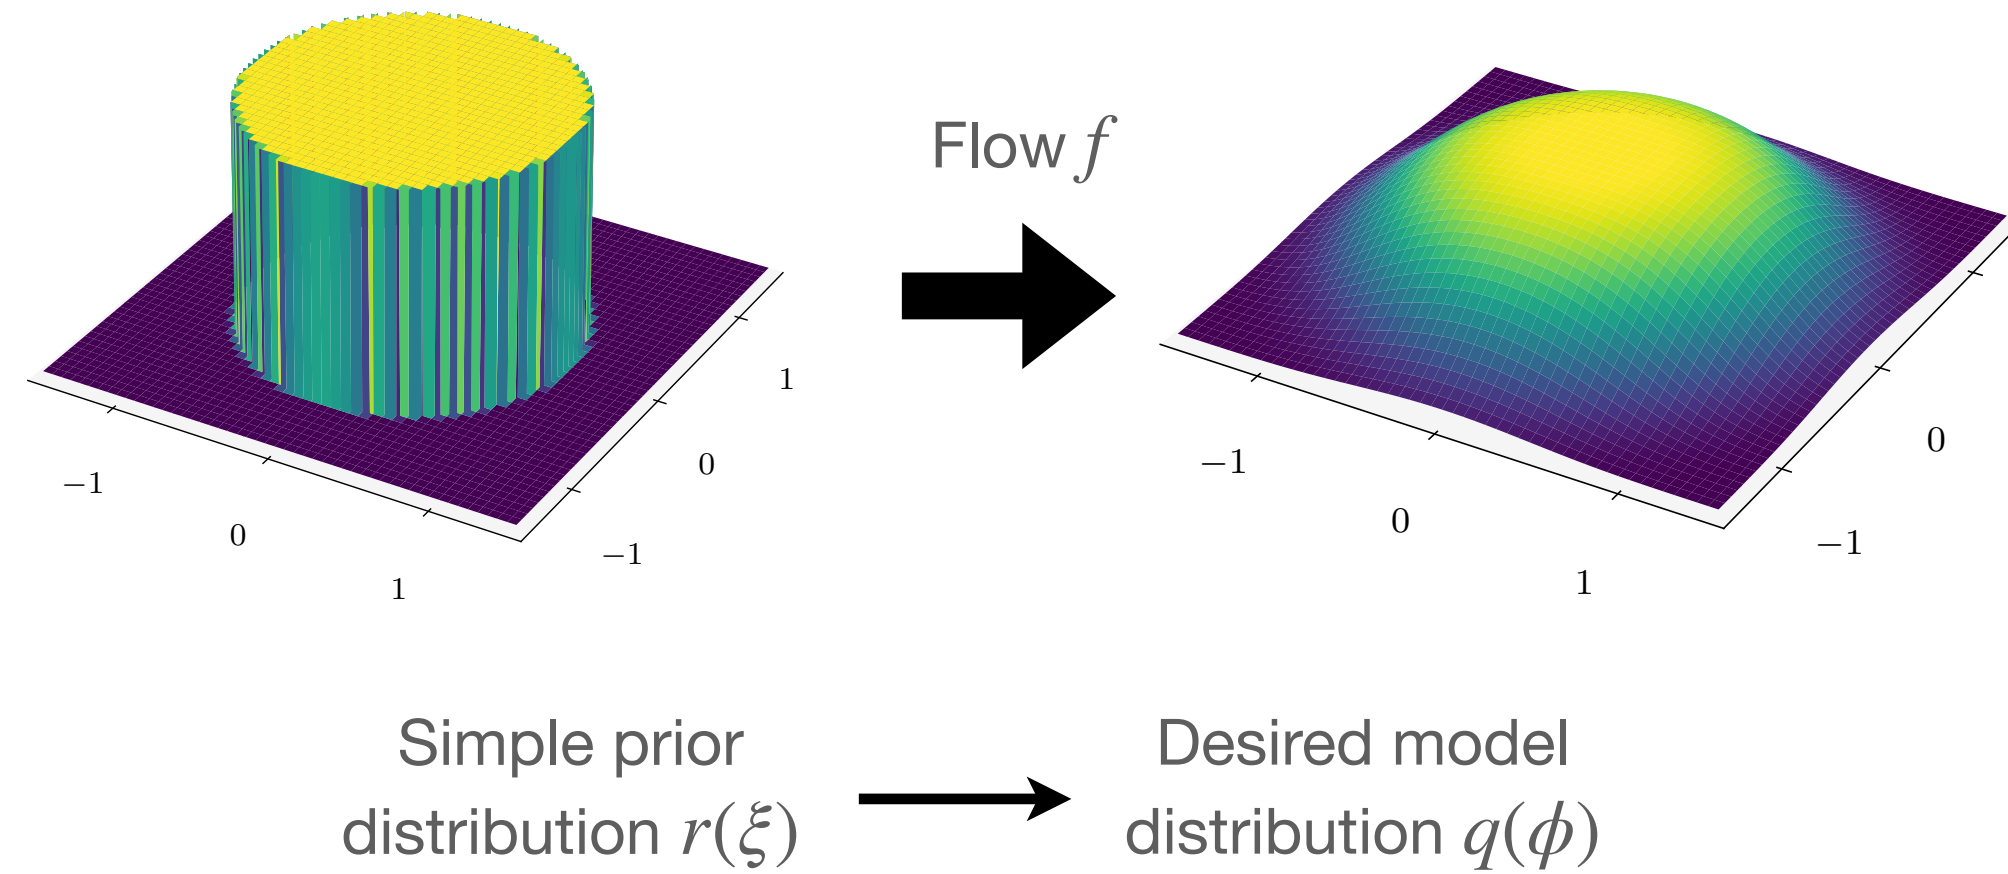 Flow f
1
0
−1
−1
0
1
0
−1
−1
0
1
Simple prior
distribution r(ξ)
Desired model
distribution q(ϕ)